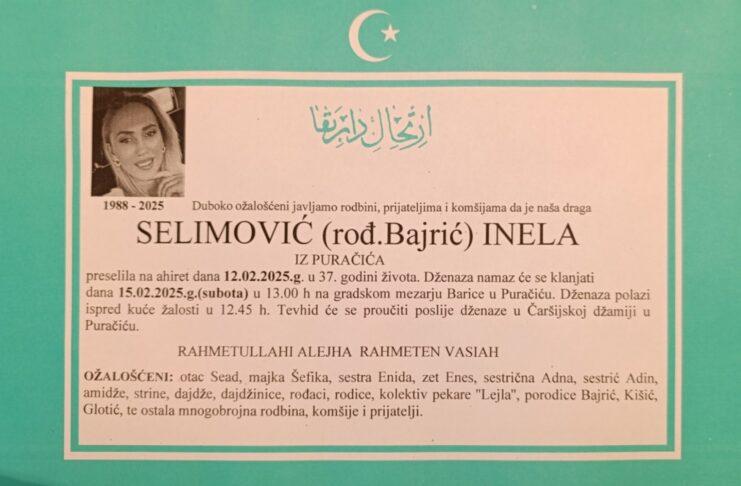 ارتحال دار بقا
1988 - 2025
Duboko ožalošćeni javljamo rodbini, prijateljima i komšijama da je naša draga
SELIMOVIĆ (rođ.Bajrić) INELA
IZ PURAČIĆA
preselila na ahiret dana 12.02.2025.g. u 37. godini života. Dženaza namaz će se klanjati
dana 15.02.2025.g.(subota) u 13.00 h na gradskom mezarju Barice u Puračiću. Dženaza polazi
ispred kuće žalosti u 12.45 h. Tevhid će se proučiti poslije dženaze u Čaršijskoj džamiji u
Puračiću.
RAHMETULLAHI ALEJHA RAHMETEN VASIAH
OŽALOŠĆENI: otac Sead, majka Šefika, sestra Enida, zet Enes, sestrična Adna, sestrić Adin,
amidže, strine, dajdže, dajdžinice, rođaci, rodice, kolektiv pekare "Lejla", porodice Bajrić, Kišić,
Glotić, te ostala mnogobrojna rodbina, komšije i prijatelji.